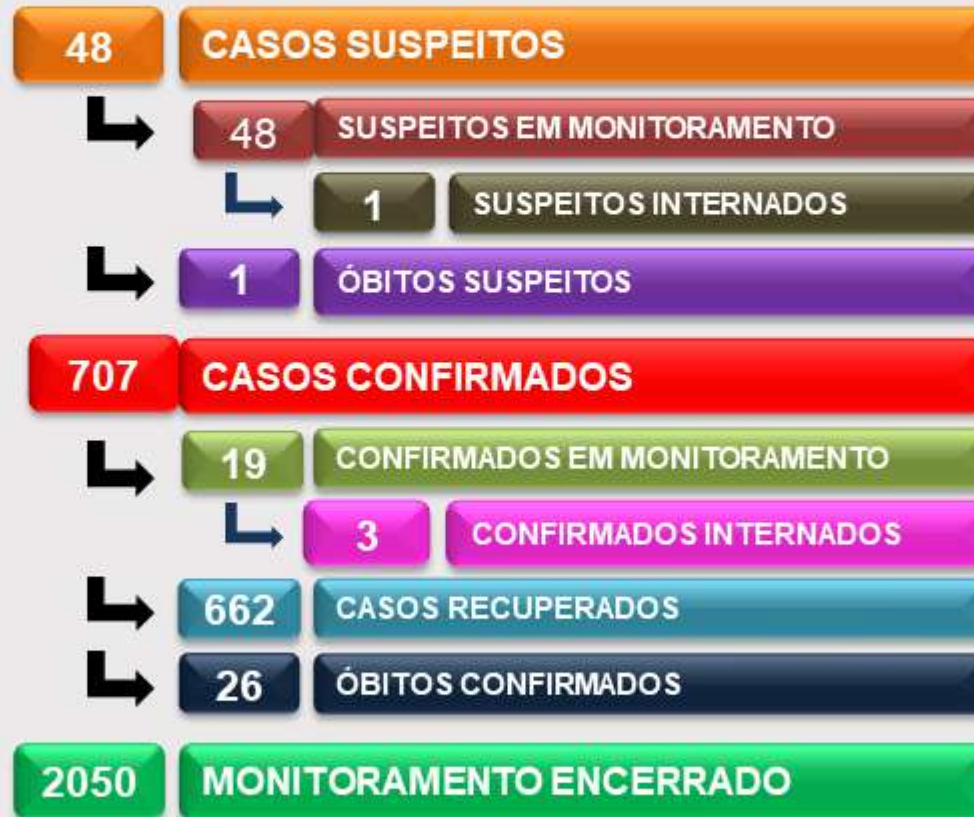 48 CASOS SUSPEITOS
48 SUSPEITOS EM MONITORAMENTO
1 SUSPEITOS INTERNADOS
1 ÓBITOS SUSPEITOS
707 CASOS CONFIRMADOS
19 CONFIRMADOS EM MONITORAMENTO
3 CONFIRMADOS INTERNADOS
662 CASOS RECUPERADOS
26 ÓBITOS CONFIRMADOS
2050 MONITORAMENTO ENCERRADO